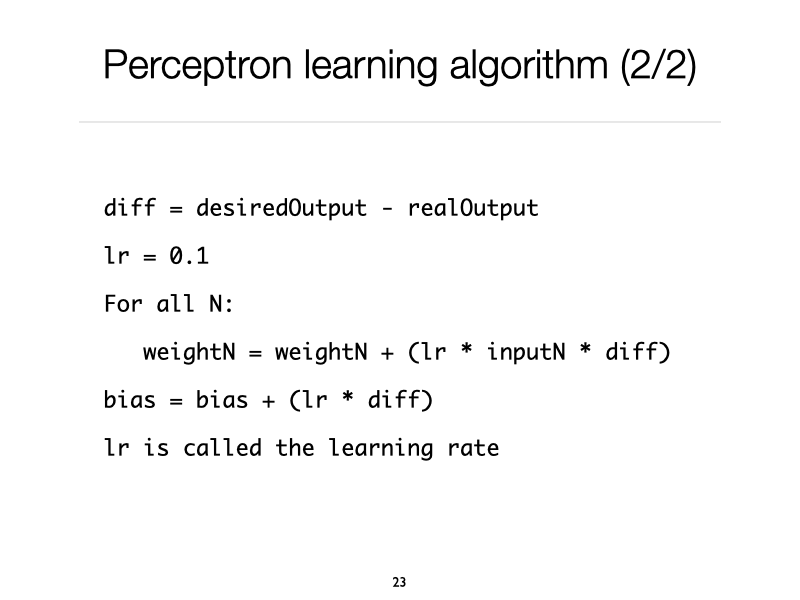 Perceptron learning algorithm (2/2)
diff = desiredOutput - realOutput
lr = 0.1
For all N:
weightN = weightN + (lr * inputN * diff)
bias = bias + (lr * diff)
lr is called the learning rate
23